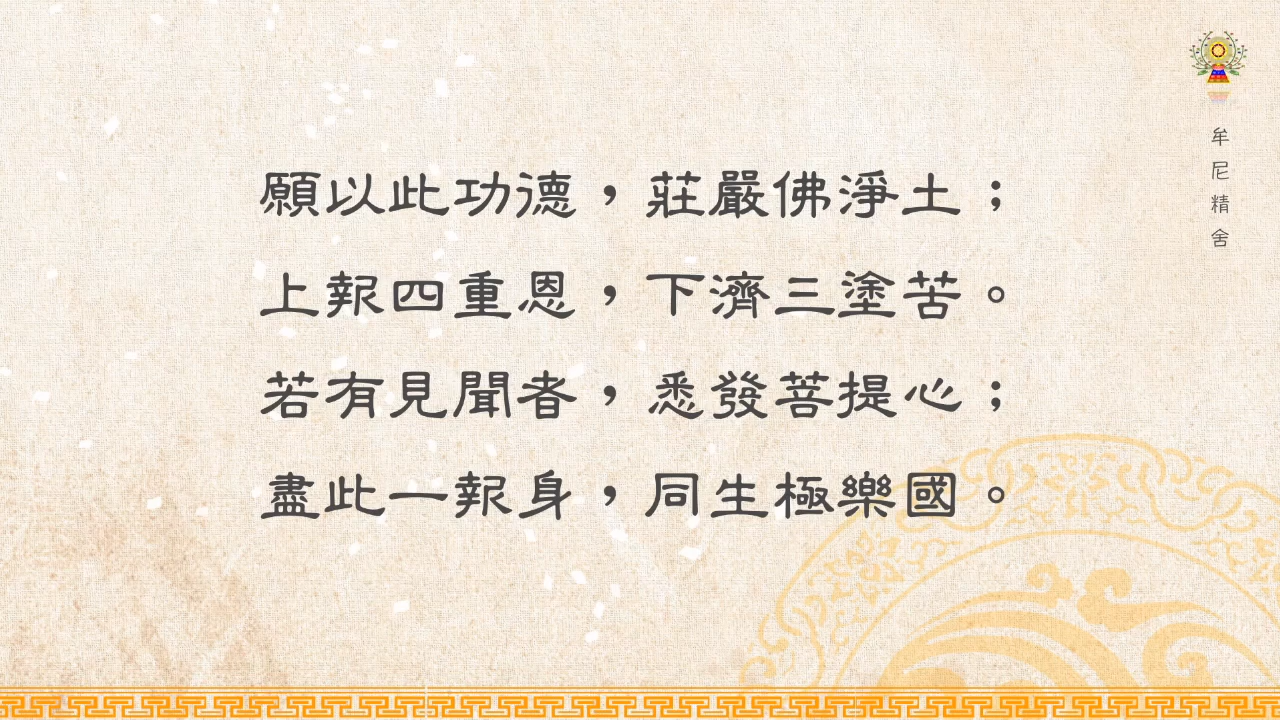 願以此功德，莊嚴佛淨土；
上報四重恩，下濟三塗苦。
若有見聞者，悉發菩提心；
盡此一報身，同生極樂國。
牟尼精舍